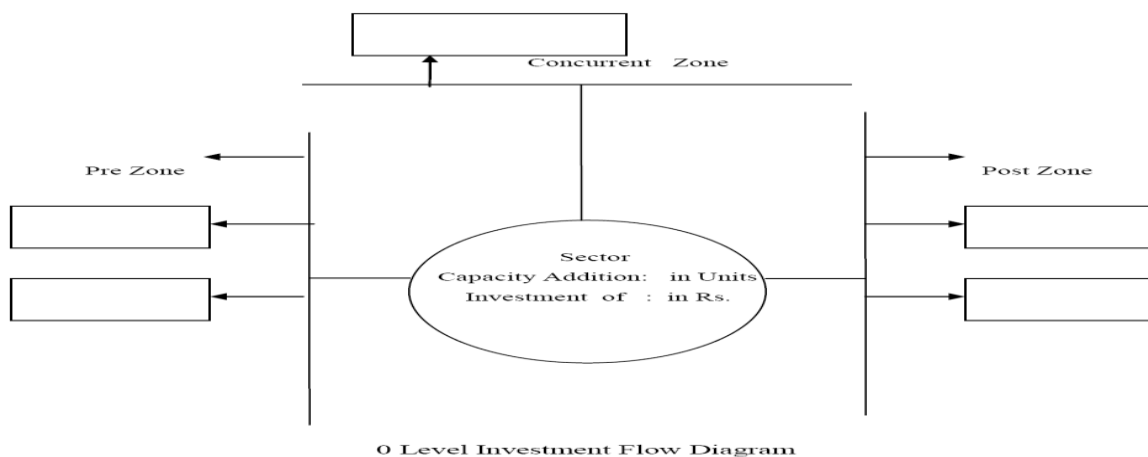 Concurrent Zone
Pre Zone
Post Zone
Sector
Capacity Addition: in Units
Investment of : in Rs.
0 Level Investment Flow Diagram